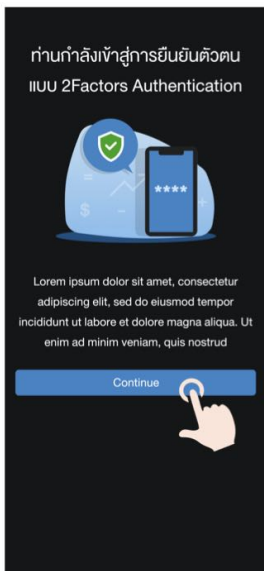 ท่านกำลังเข้าสู่การยืนยันตัวตน
แบบ 2Factors Authentication
****
Lorem ipsum dolor sit amet, consectetur
adipiscing elit, sed do eiusmod tempor
incididunt ut labore et dolore magna aliqua. Ut
enim ad minim veniam, quis nostrud
Continue